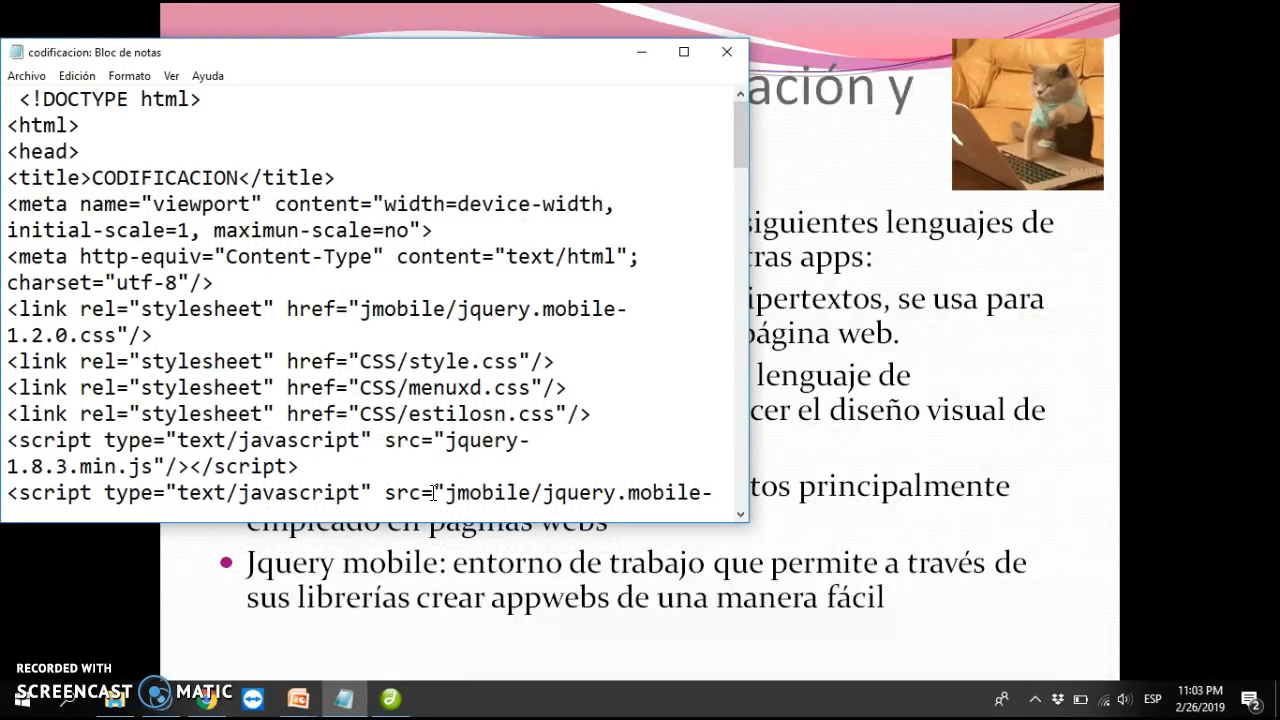 codificacion: Bloc de notas
Archivo Edición Formato Ver Ayuda
<!DOCTYPE html>
<html>
<head>
<title>CODIFICACION</title>
<meta name="viewport" content="width=device-width,
initial-scale=1, maximun-scale=no">
<meta http-equiv="Content-Type" content="text/html";
charset="utf-8"/>
<link rel="stylesheet" href="jmobile/jquery.mobile-
1.2.0.css"/>
<link rel="stylesheet" href="CSS/style.css"/>
<link rel="stylesheet" href="CSS/menuxd.css"/>
<link rel="stylesheet" href="CSS/estilosn.css"/>
<script type="text/javascript" src="jquery-
1.8.3.min.js"/></script>
<script type="text/javascript" src="jmobile/jquery.mobile-
ación y
siguientes lenguajes de
tras apps:
ipertextos, se usa para
página web.
lenguaje de
cer el diseño visual de
tos principalmente
empleado en páginas webs
Jquery mobile: entorno de trabajo que permite a través de
sus librerías crear appwebs de una manera fácil
RECORDED WITH
SCREENCAST MATIC
ESP
11:03 PM
2/26/2019
2